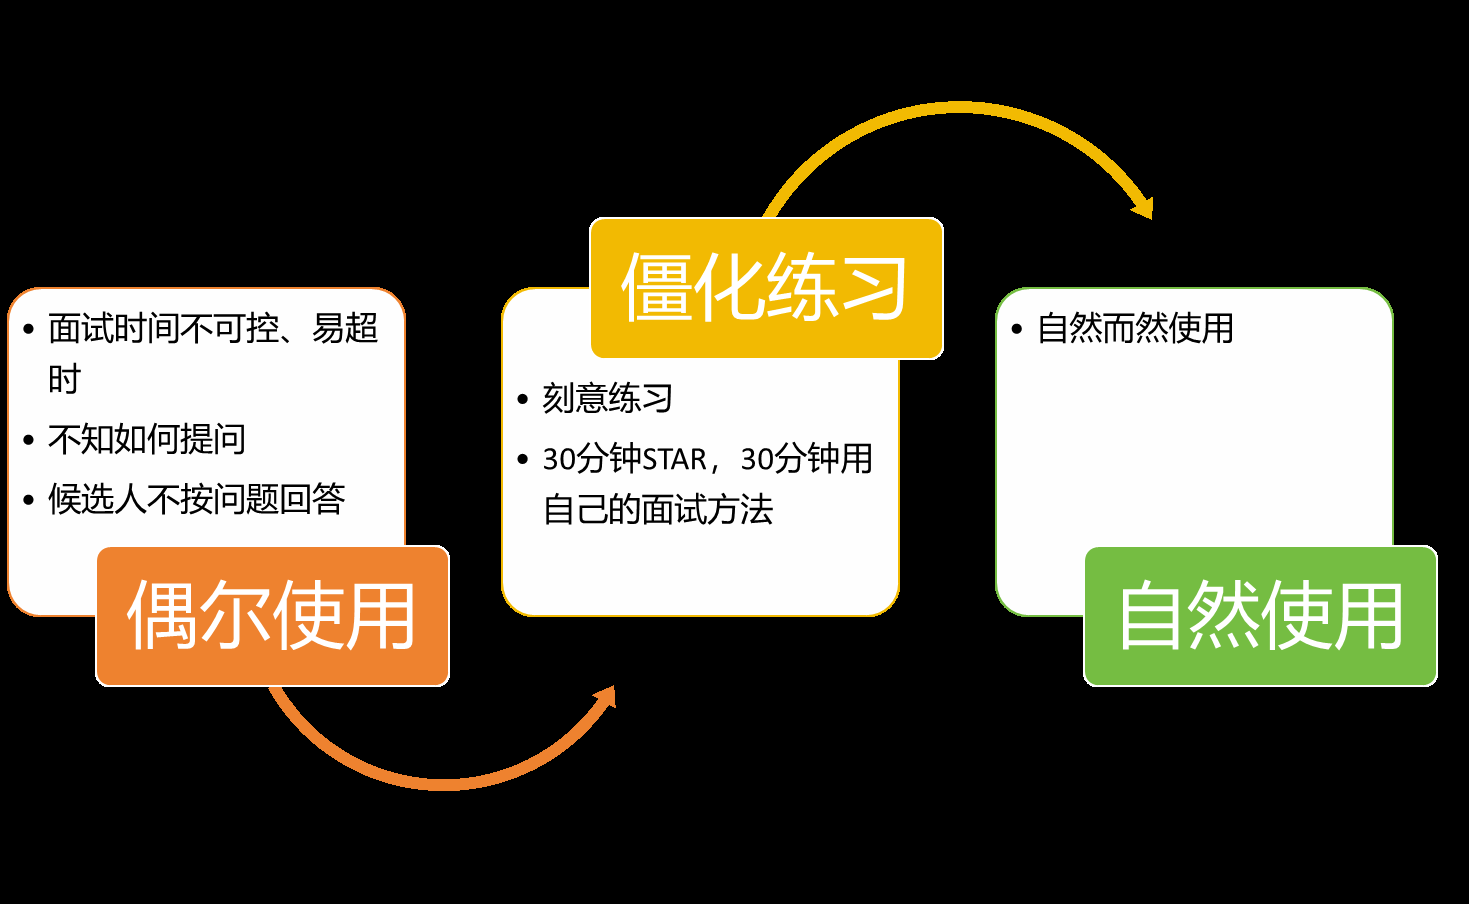 • 面试时间不可控、易超
时
• 不知如何提问
• 候选人不按问题回答
偶尔使用
僵化练习
• 刻意练习
• 30分钟STAR，30分钟用
自己的面试方法
• 自然而然使用
自然使用